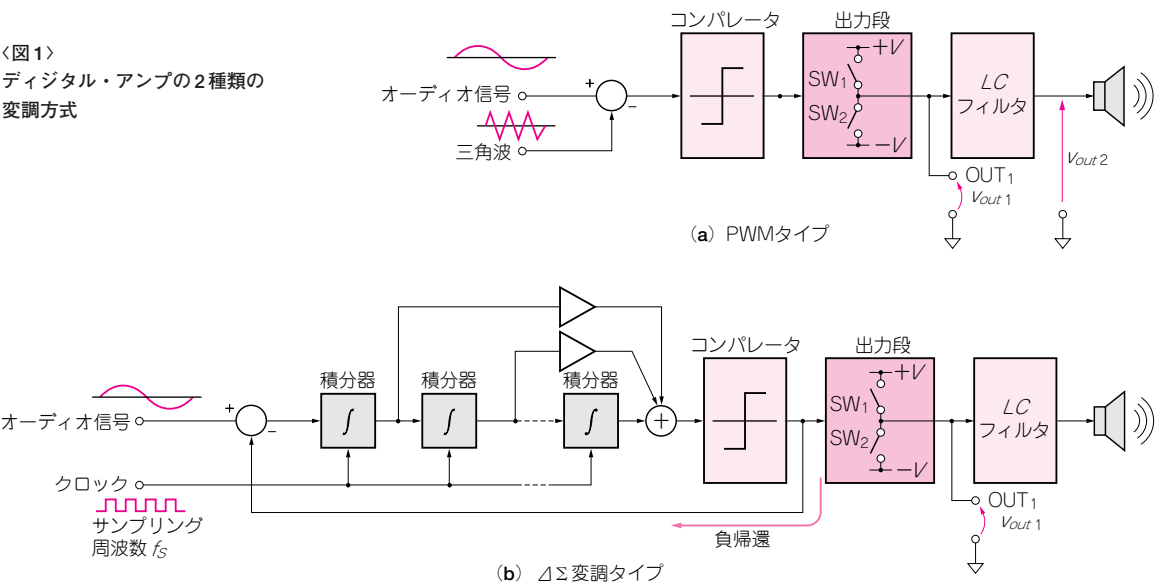 〈図1〉
ディジタル・アンプの2種類の
変調方式
コンパレータ
出力段
オーディオ信号
三角波
+
-
+V
SW1
SW2
-V
LC
フィルタ
OUT1
vout 1
vout 2
(a) PWMタイプ
オーディオ信号
+
-
積分器
積分器
積分器
∫
∫
∫
+
コンパレータ
出力段
+V
SW1
SW2
-V
LC
フィルタ
クロック
サンプリング
周波数 fS
負帰還
OUT1
vout 1
(b) ΔΣ変調タイプ